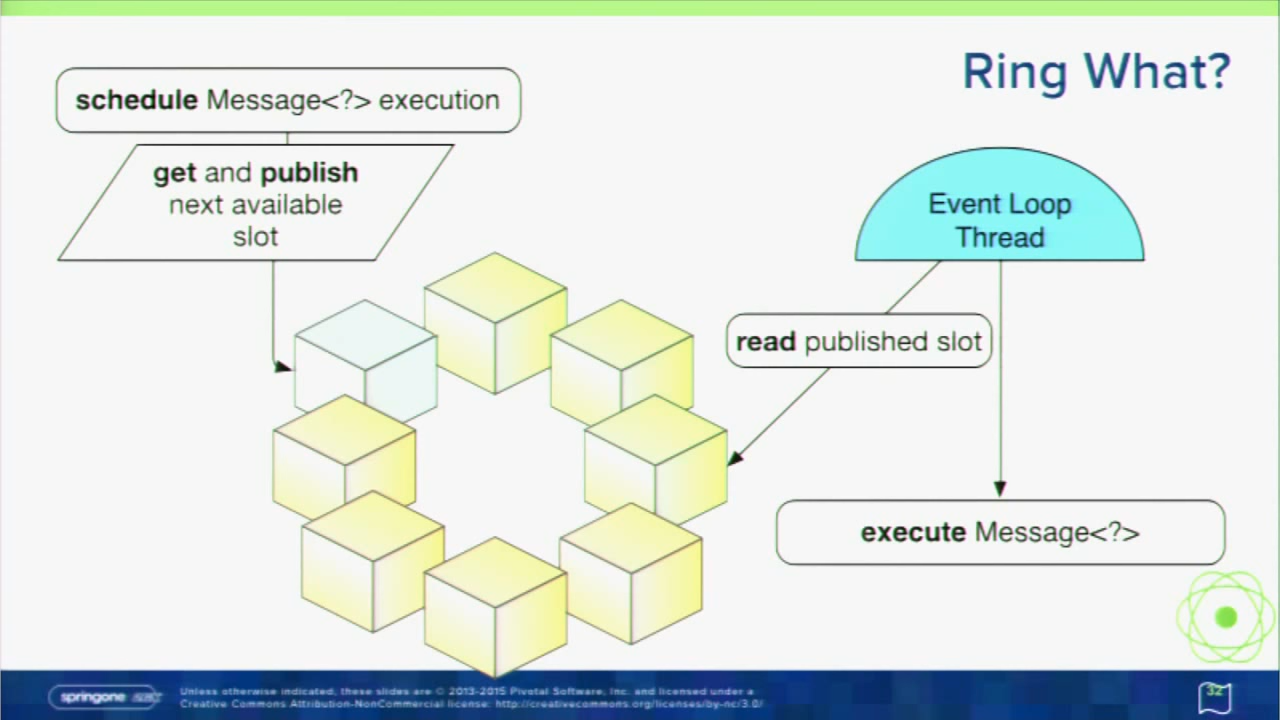 Ring What?
schedule Message<?> execution
get and publish
next available
slot
Event Loop
Thread
read published slot
execute Message<?>
springone
Unless otherwise indicated, these slides are © 2013-2015 Pivotal Software, Inc. and licensed under a
Creative Commons Attribution-NonCommercial license: http://creativecommons.org/licenses/by-nc/3.0/
32